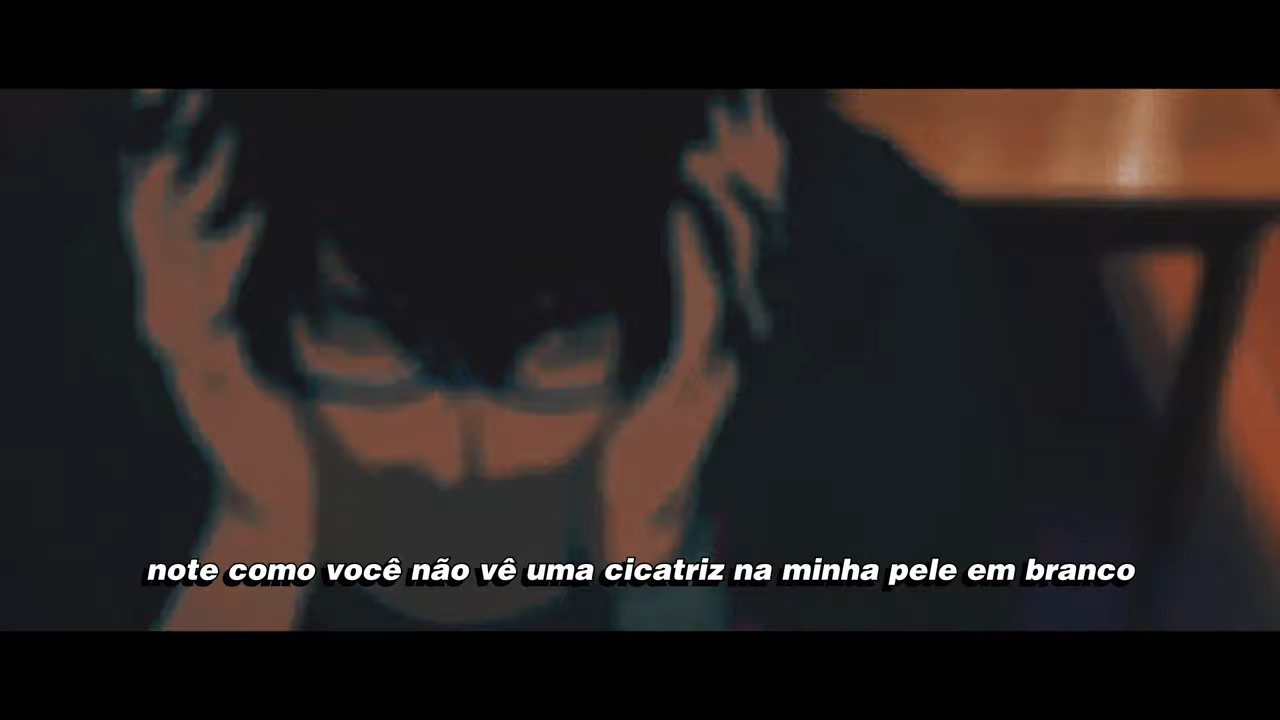 note como você não vê uma cicatriz na minha pele em branco